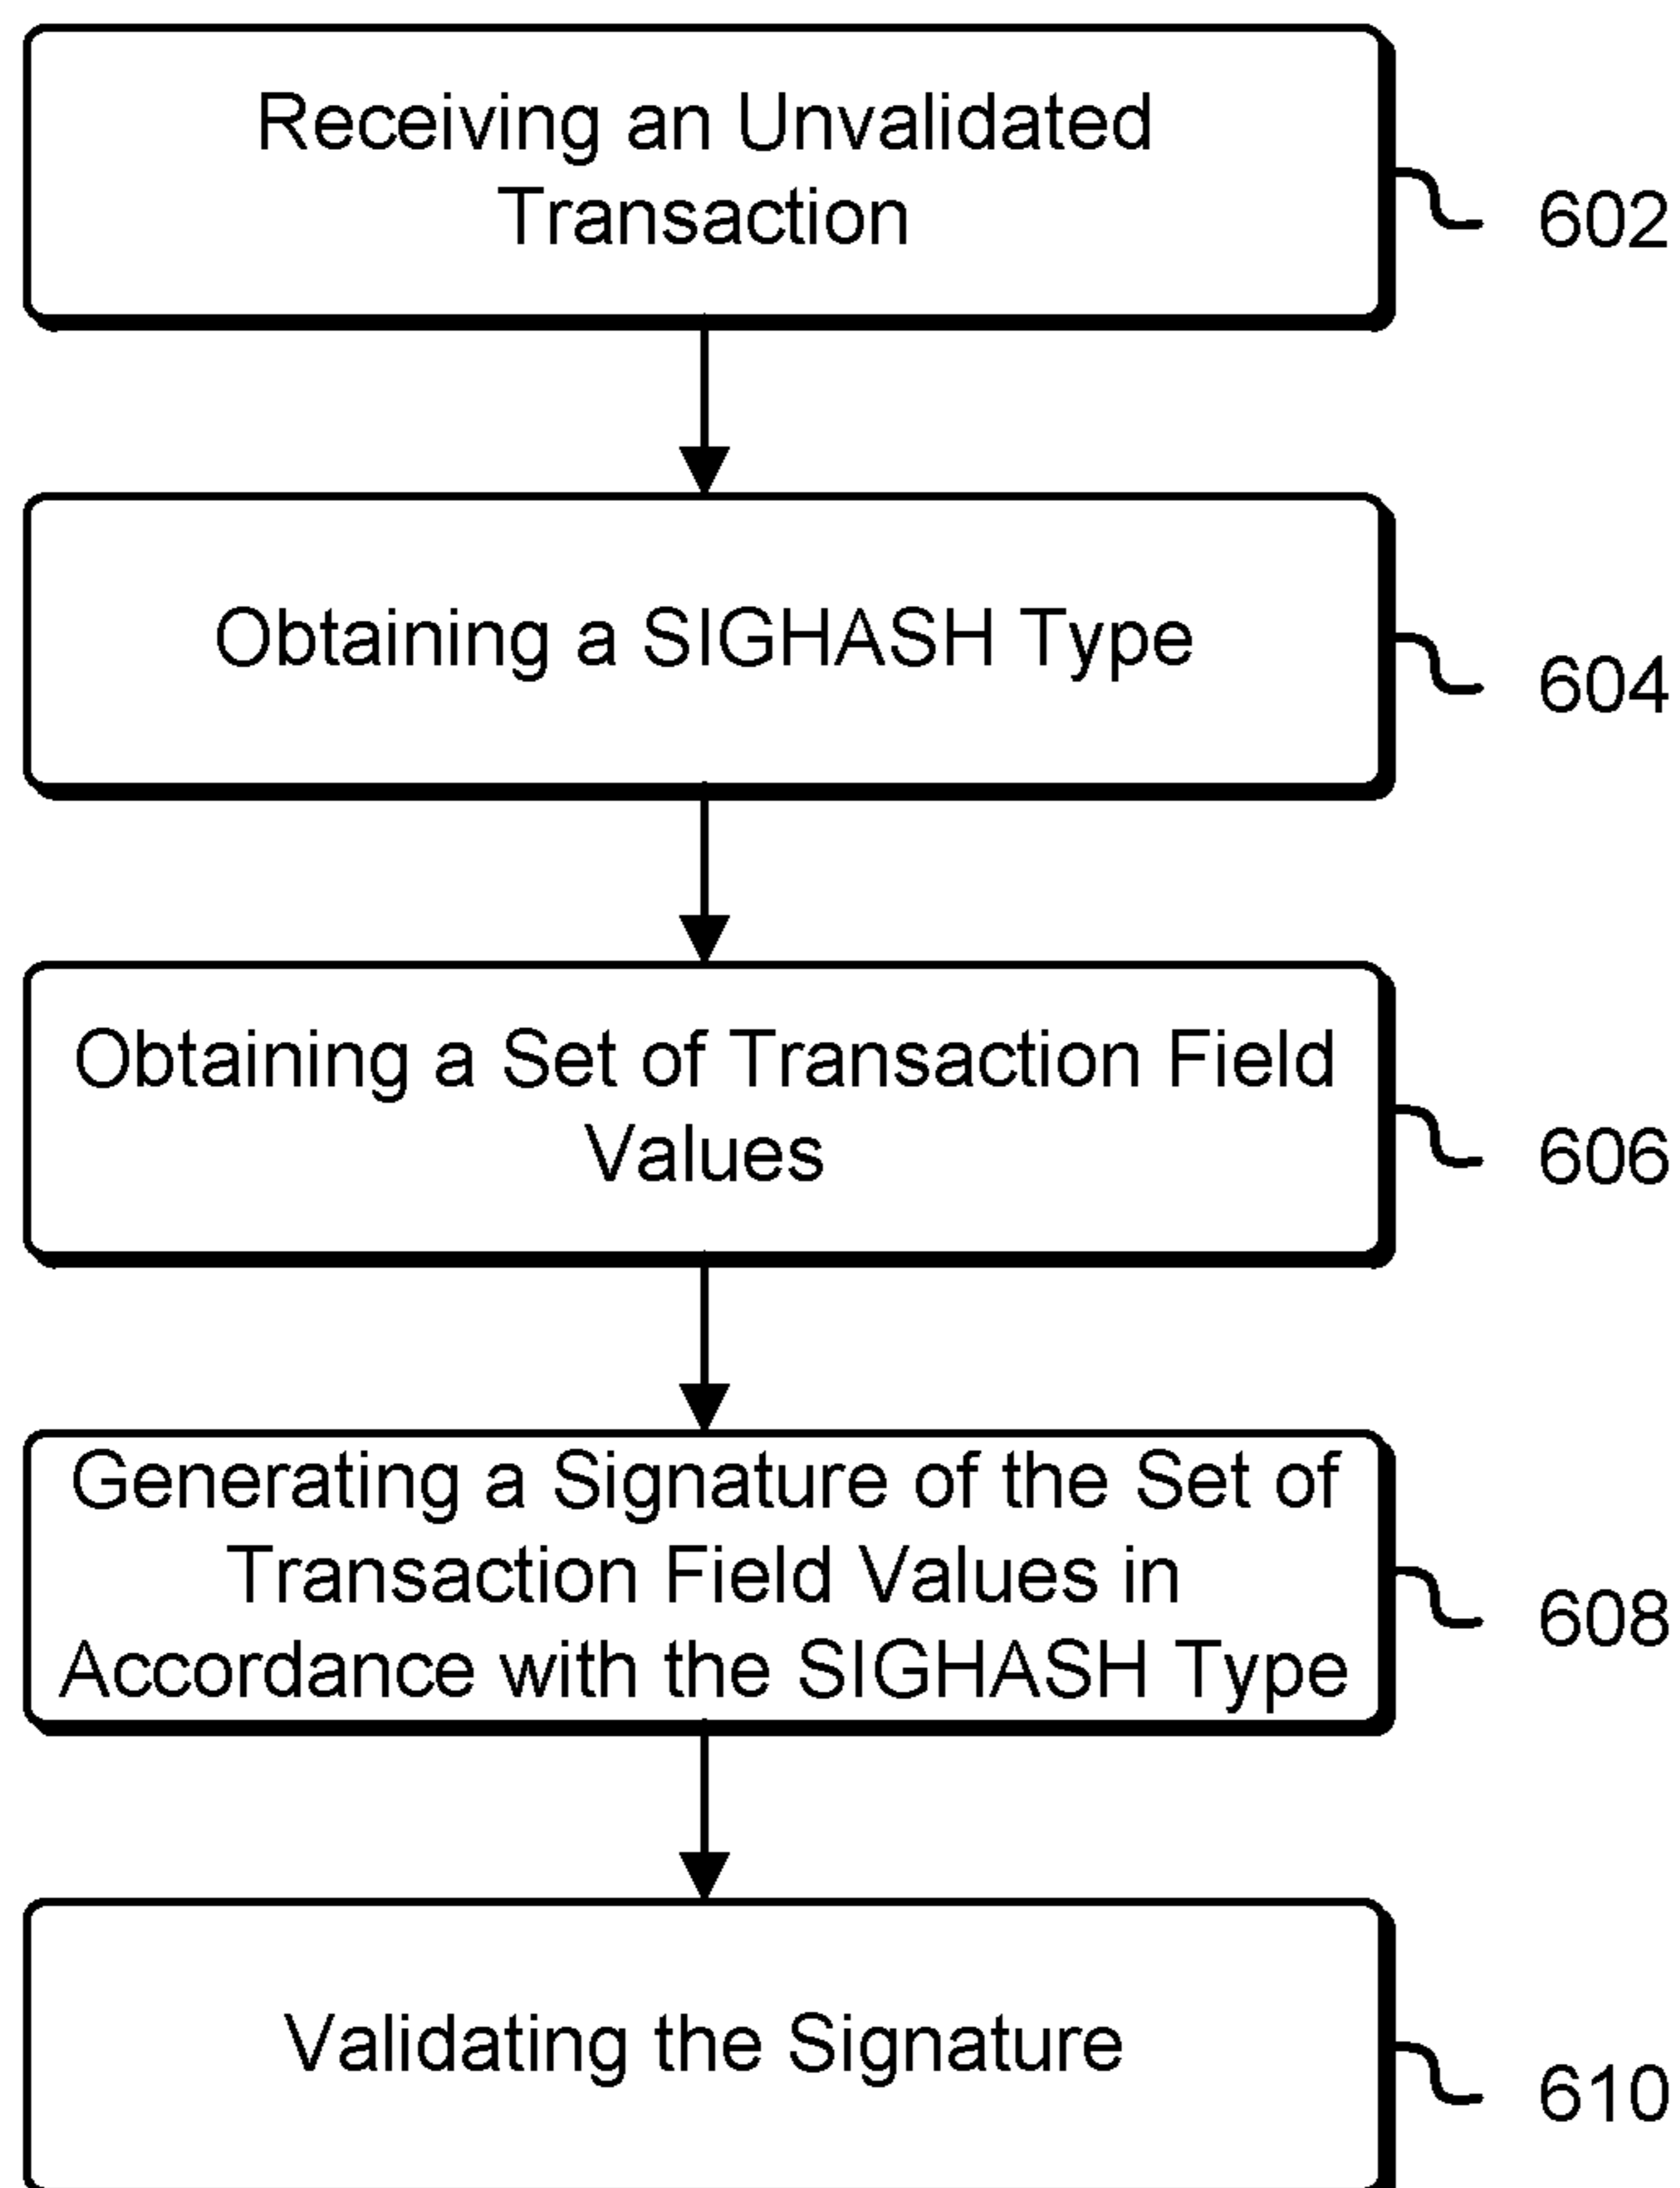 Receiving an Unvalidated
Transaction
602
Obtaining a SIGHASH Type
604
Obtaining a Set of Transaction Field
Values
606
Generating a Signature of the Set of
Transaction Field Values in
Accordance with the SIGHASH Type
608
Validating the Signature
610